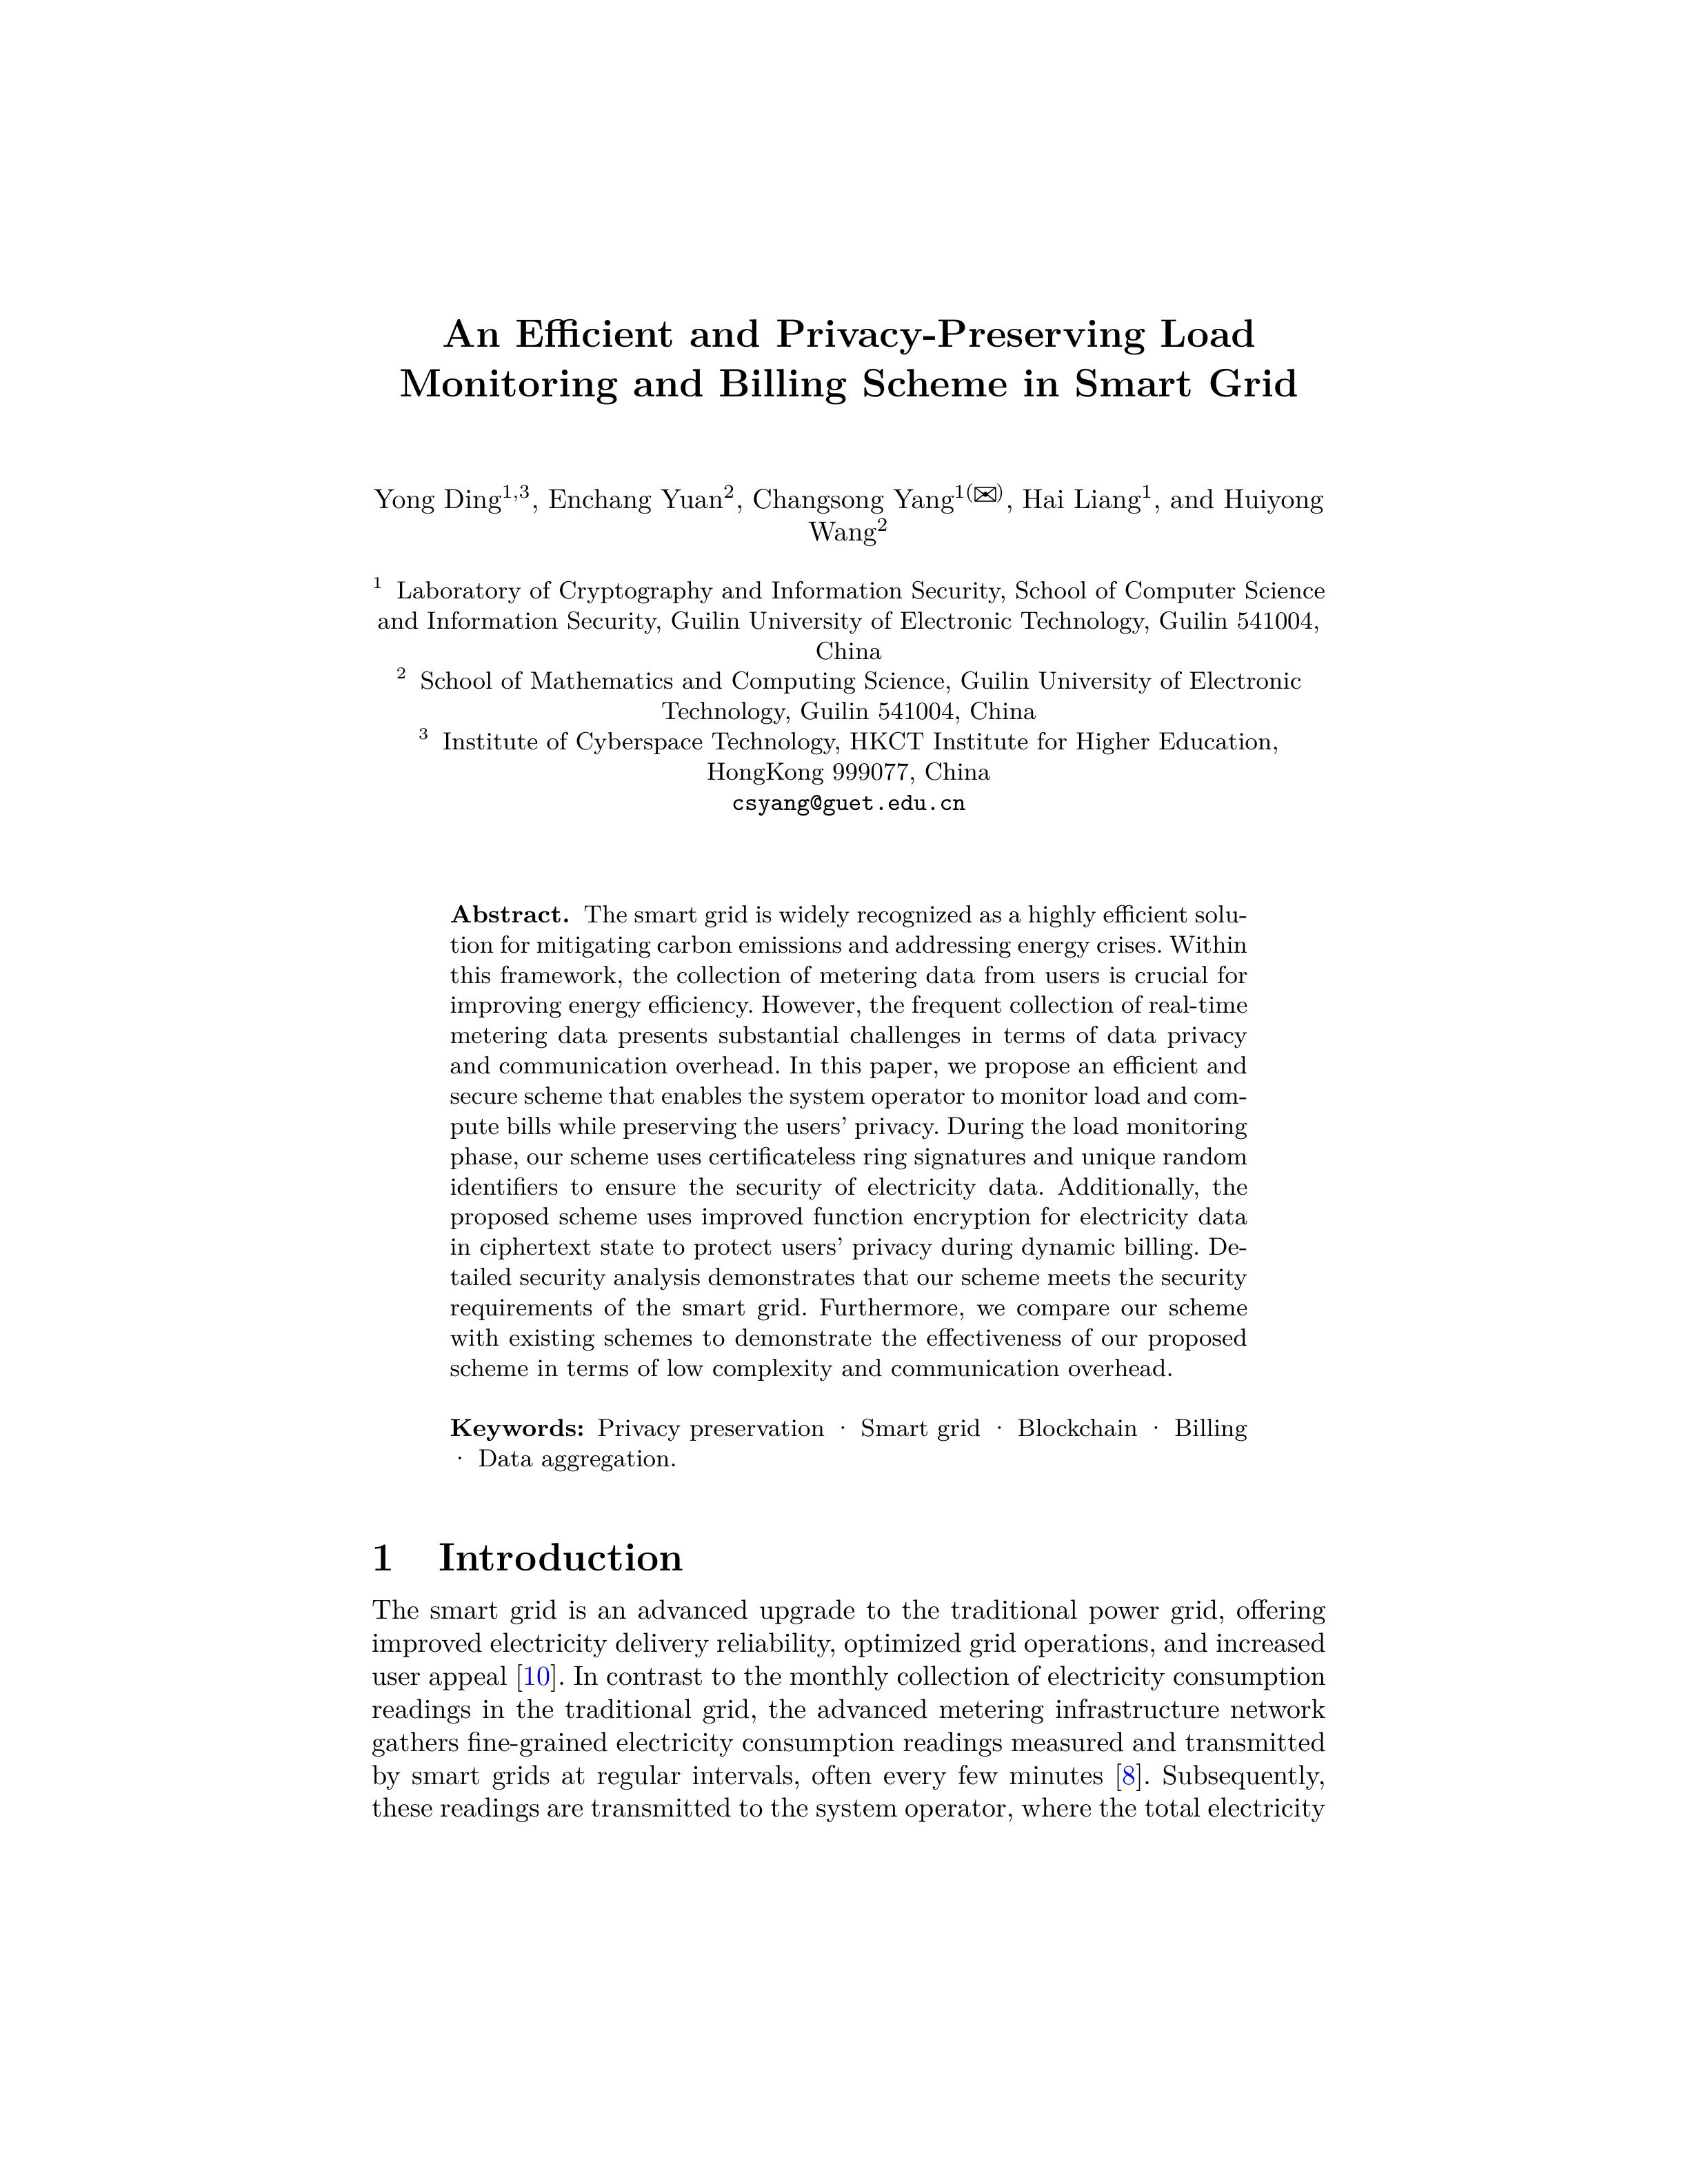 An Efficient and Privacy-Preserving Load
Monitoring and Billing Scheme in Smart Grid
Yong Ding1,3, Enchang Yuan2, Changsong Yang1(✉), Hai Liang1, and Huiyong
Wang2
1 Laboratory of Cryptography and Information Security, School of Computer Science
and Information Security, Guilin University of Electronic Technology, Guilin 541004,
China
2 School of Mathematics and Computing Science, Guilin University of Electronic
Technology, Guilin 541004, China
3 Institute of Cyberspace Technology, HKCT Institute for Higher Education,
HongKong 999077, China
csyang@guet.edu.cn
Abstract. The smart grid is widely recognized as a highly efficient solu-
tion for mitigating carbon emissions and addressing energy crises. Within
this framework, the collection of metering data from users is crucial for
improving energy efficiency. However, the frequent collection of real-time
metering data presents substantial challenges in terms of data privacy
and communication overhead. In this paper, we propose an efficient and
secure scheme that enables the system operator to monitor load and com-
pute bills while preserving the users' privacy. During the load monitoring
phase, our scheme uses certificateless ring signatures and unique random
identifiers to ensure the security of electricity data. Additionally, the
proposed scheme uses improved function encryption for electricity data
in ciphertext state to protect users' privacy during dynamic billing. De-
tailed security analysis demonstrates that our scheme meets the security
requirements of the smart grid. Furthermore, we compare our scheme
with existing schemes to demonstrate the effectiveness of our proposed
scheme in terms of low complexity and communication overhead.
Keywords: Privacy preservation · Smart grid · Blockchain · Billing
· Data aggregation.
1 Introduction
The smart grid is an advanced upgrade to the traditional power grid, offering
improved electricity delivery reliability, optimized grid operations, and increased
user appeal [10]. In contrast to the monthly collection of electricity consumption
readings in the traditional grid, the advanced metering infrastructure network
gathers fine-grained electricity consumption readings measured and transmitted
by smart grids at regular intervals, often every few minutes [8]. Subsequently,
these readings are transmitted to the system operator, where the total electricity